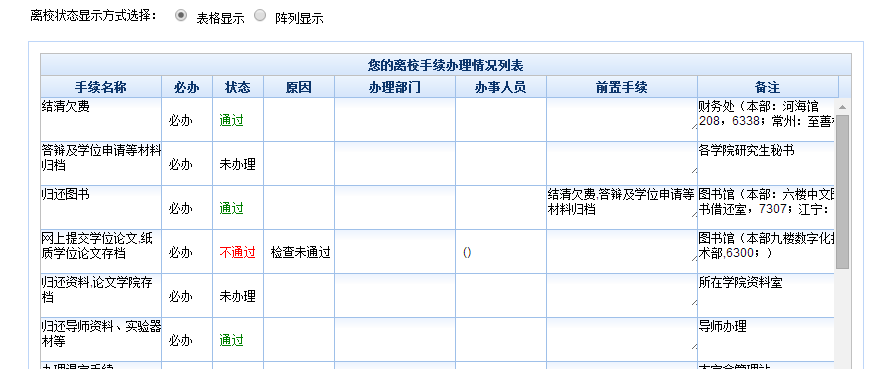 离校状态显示方式选择： 表格显示 阵列显示
您的离校手续办理情况列表
手续名称 必办 状态 原因 办理部门 办事人员 前置手续 备注
结清欠费 必办 通过 财务处（本部：河海馆
208，6338；常州：至善
答辩及学位申请等材料
归档 必办 未办理 各学院研究生秘书
归还图书 必办 通过 结清欠费,答辩及学位申请等
材料归档 图书馆（本部：六楼中文图
书借还室，7307；江宁：
网上提交学位论文,纸
质学位论文存档 必办 不通过 检查未通过 () 图书馆（本部九楼数字化技
术部,6300；）
归还资料,论文学院存
档 必办 未办理 所在学院资料室
归还导师资料、实验器
材等 必办 通过 导师办理